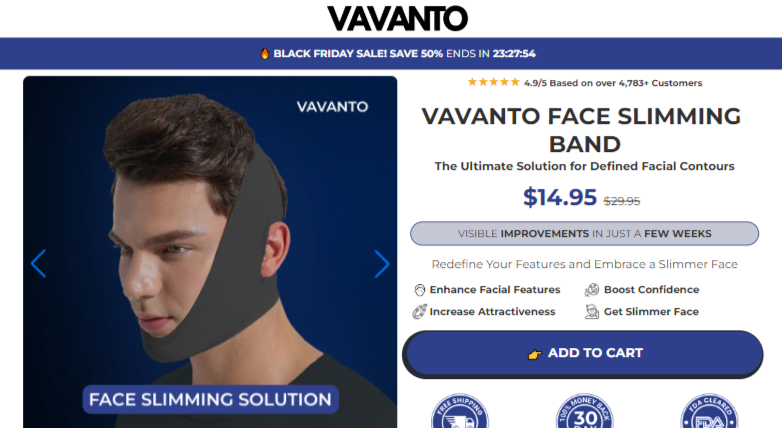 VAVANTO
🔥 BLACK FRIDAY SALE! SAVE 50% ENDS IN 23:27:54
VAVANTO
FACE SLIMMING SOLUTION
★★★★★ 4.9/5 Based on over 4,783+ Customers
VAVANTO FACE SLIMMING
BAND
The Ultimate Solution for Defined Facial Contours
$14.95 $29.95
VISIBLE IMPROVEMENTS IN JUST A FEW WEEKS
Redefine Your Features and Embrace a Slimmer Face
Enhance Facial Features Boost Confidence
Increase Attractiveness Get Slimmer Face
👉 ADD TO CART
FREE SHIPPING
100% MONEY BACK
30
FDA CLEARED
FDA